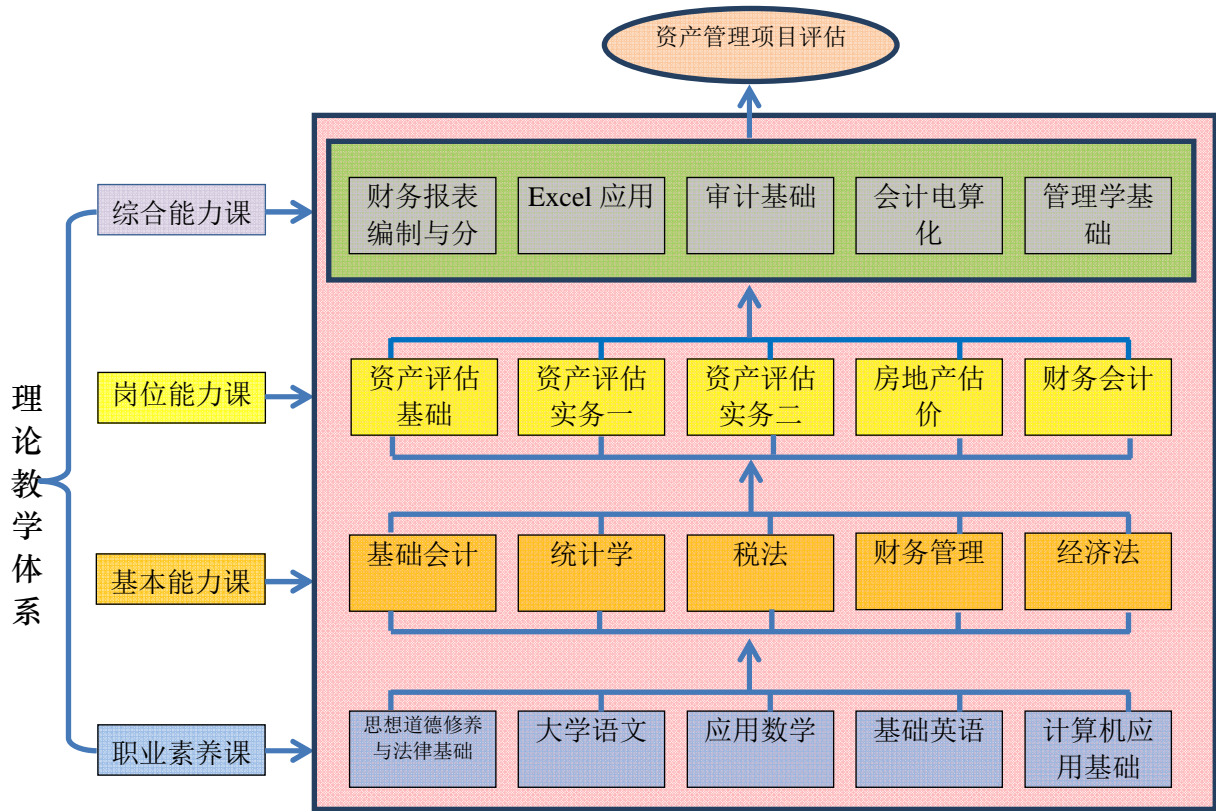 资产管理项目评估
综合能力课
财务报表
编制与分
Excel 应用
审计基础
会计电算
化
管理学基
础
理论教学体系
岗位能力课
资产评估
基础
资产评估
实务一
资产评估
实务二
房地产估
价
财务会计
基本能力课
基础会计
统计学
税法
财务管理
经济法
职业素养课
思想道德修养
与法律基础
大学语文
应用数学
基础英语
计算机应
用基础